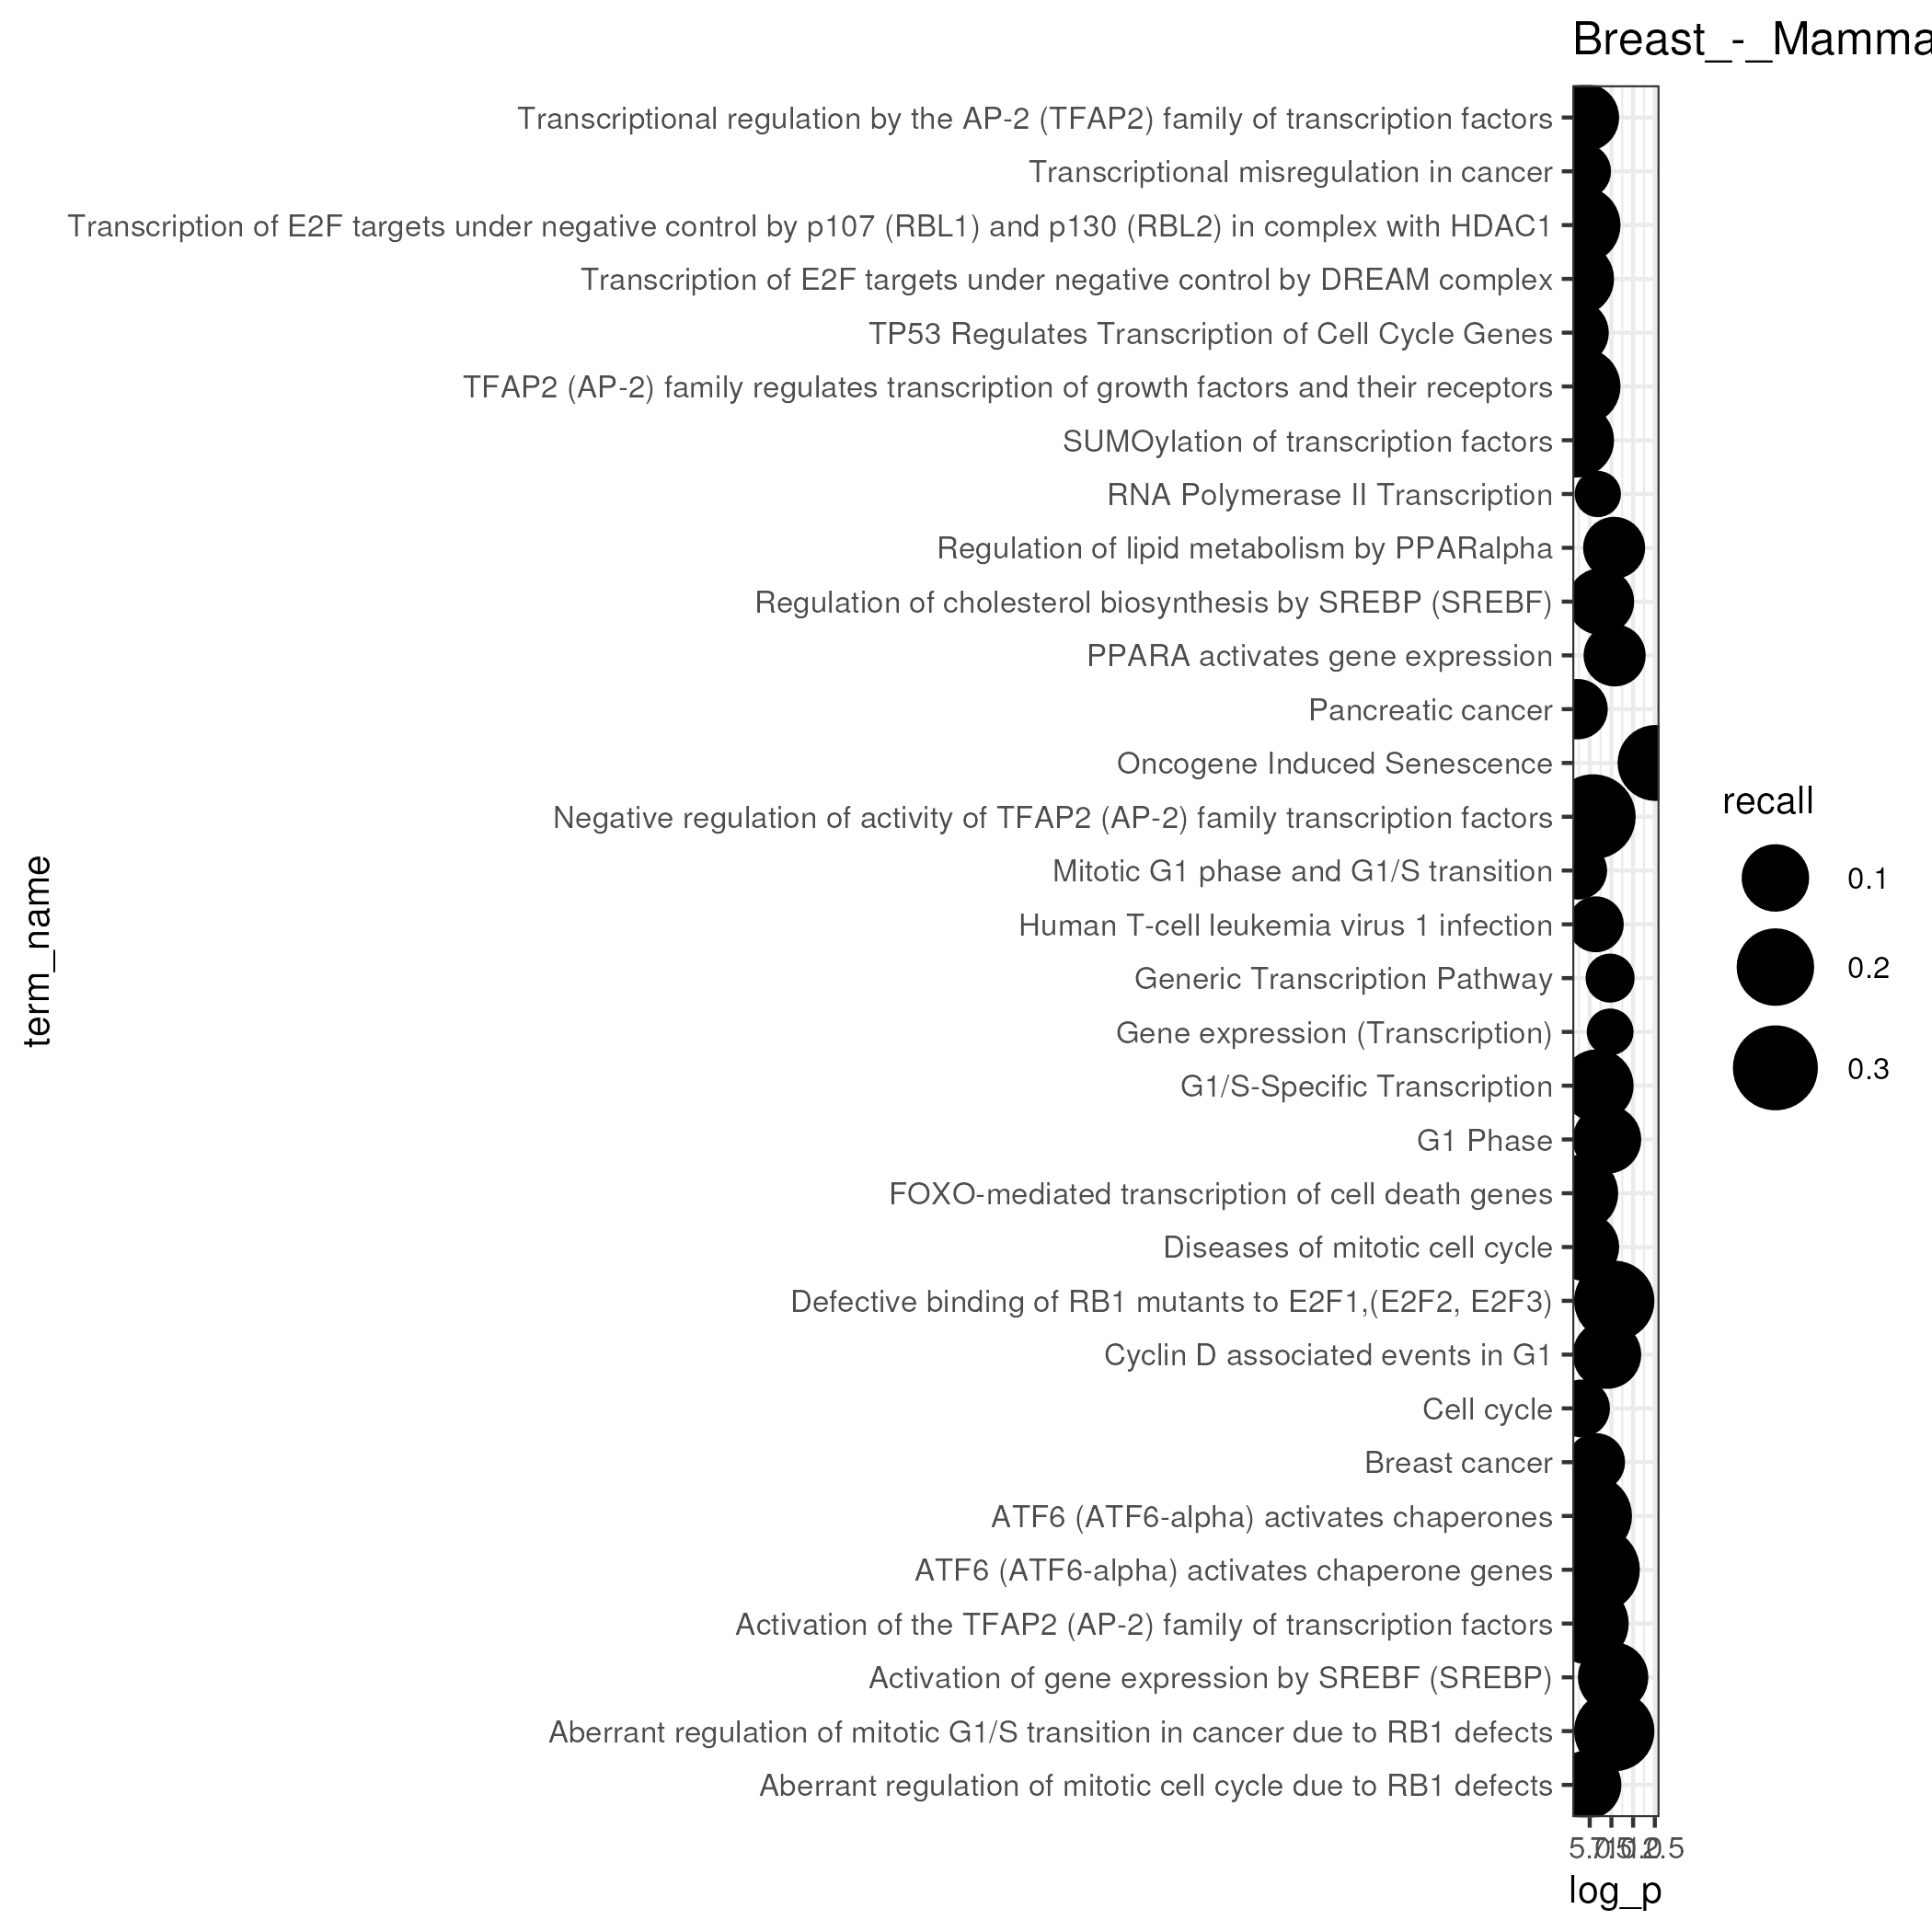 Breast_-_Mamma
Transcriptional regulation by the AP-2 (TFAP2) family of transcription factors
Transcriptional misregulation in cancer
Transcription of E2F targets under negative control by p107 (RBL1) and p130 (RBL2) in complex with HDAC1
Transcription of E2F targets under negative control by DREAM complex
TP53 Regulates Transcription of Cell Cycle Genes
TFAP2 (AP-2) family regulates transcription of growth factors and their receptors
SUMOylation of transcription factors
RNA Polymerase II Transcription
Regulation of lipid metabolism by PPARalpha
Regulation of cholesterol biosynthesis by SREBP (SREBF)
PPARA activates gene expression
Pancreatic cancer
Oncogene Induced Senescence
Negative regulation of activity of TFAP2 (AP-2) family transcription factors
Mitotic G1 phase and G1/S transition
Human T-cell leukemia virus 1 infection
Generic Transcription Pathway
Gene expression (Transcription)
G1/S-Specific Transcription
G1 Phase
FOXO-mediated transcription of cell death genes
Diseases of mitotic cell cycle
Defective binding of RB1 mutants to E2F1,(E2F2, E2F3)
Cyclin D associated events in G1
Cell cycle
Breast cancer
ATF6 (ATF6-alpha) activates chaperones
ATF6 (ATF6-alpha) activates chaperone genes
Activation of the TFAP2 (AP-2) family of transcription factors
Activation of gene expression by SREBF (SREBP)
Aberrant regulation of mitotic G1/S transition in cancer due to RB1 defects
Aberrant regulation of mitotic cell cycle due to RB1 defects
term_name
log_p
recall
0.1
0.2
0.3